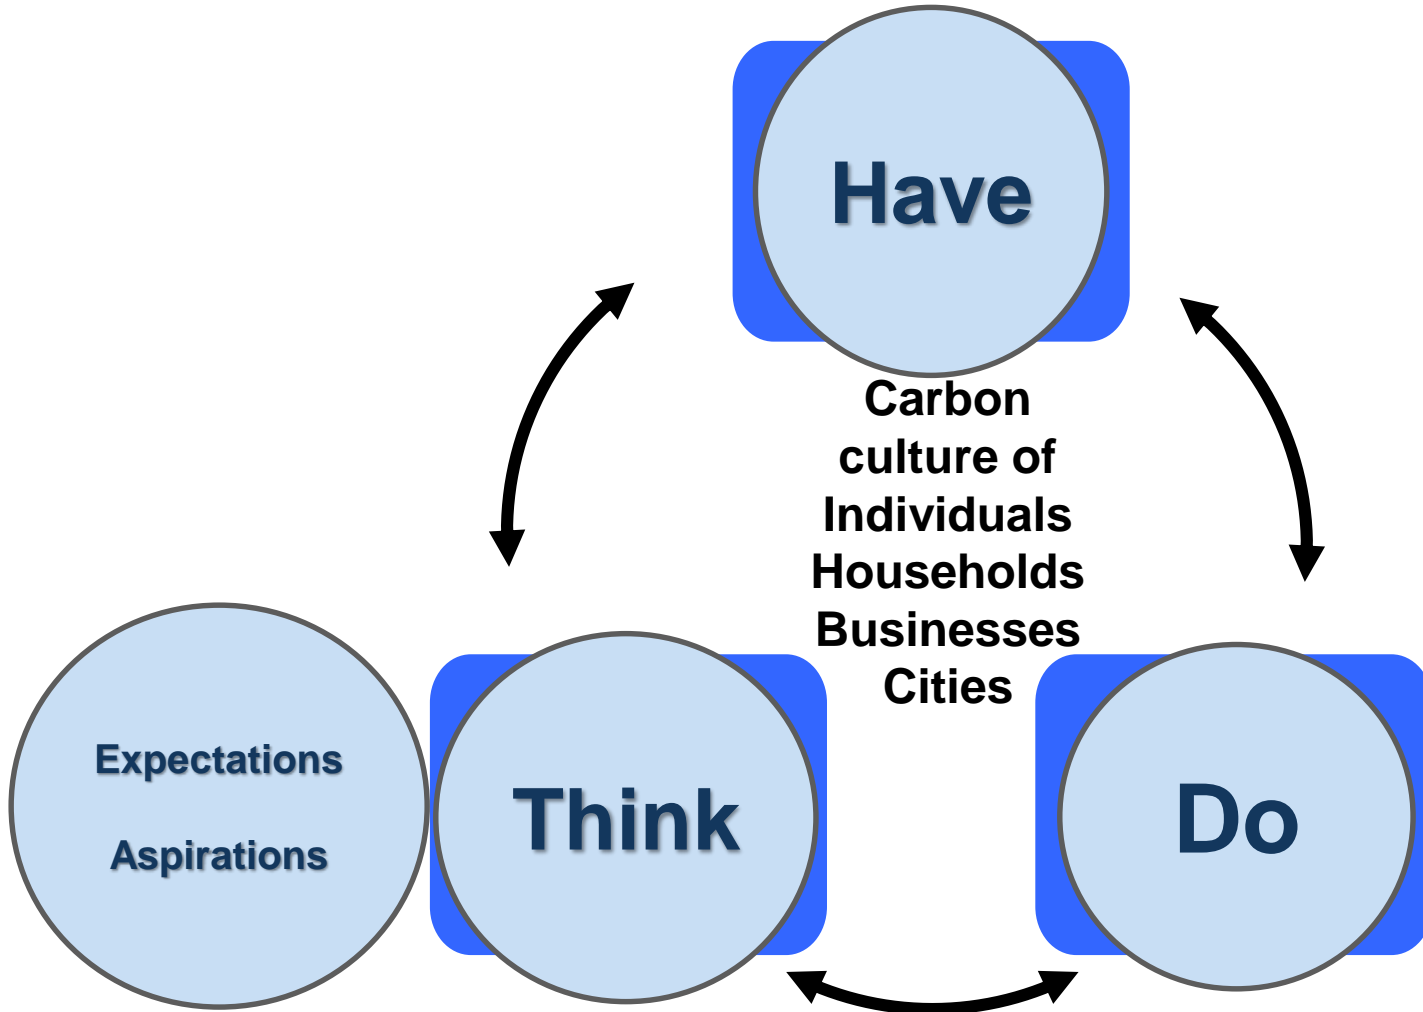 Have
Carbon
culture of
Individuals
Households
Businesses
Cities
Expectations
Aspirations
Think
Do